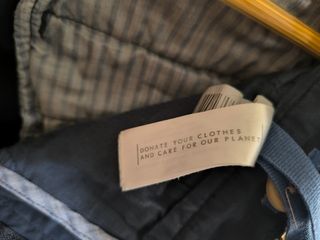 DONATE YOUR CLOTHES
AND CARE FOR OUR PLANET